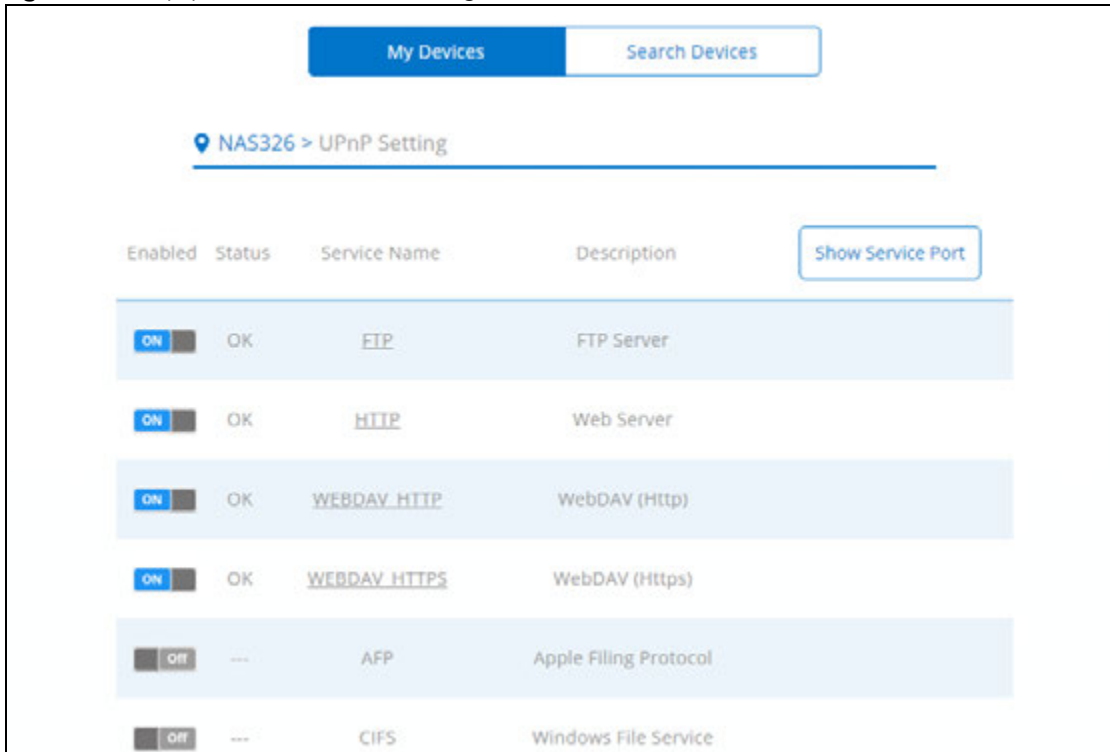 My Devices Search Devices
NAS326 > UPnP Setting
Enabled Status Service Name Description Show Service Port
ON OK FTP FTP Server
ON OK HTTP Web Server
ON OK WEBDAV_HTTP WebDAV (Http)
ON OK WEBDAV_HTTPS WebDAV (Https)
Off --- AFP Apple Filing Protocol
Off --- CIFS Windows File Service